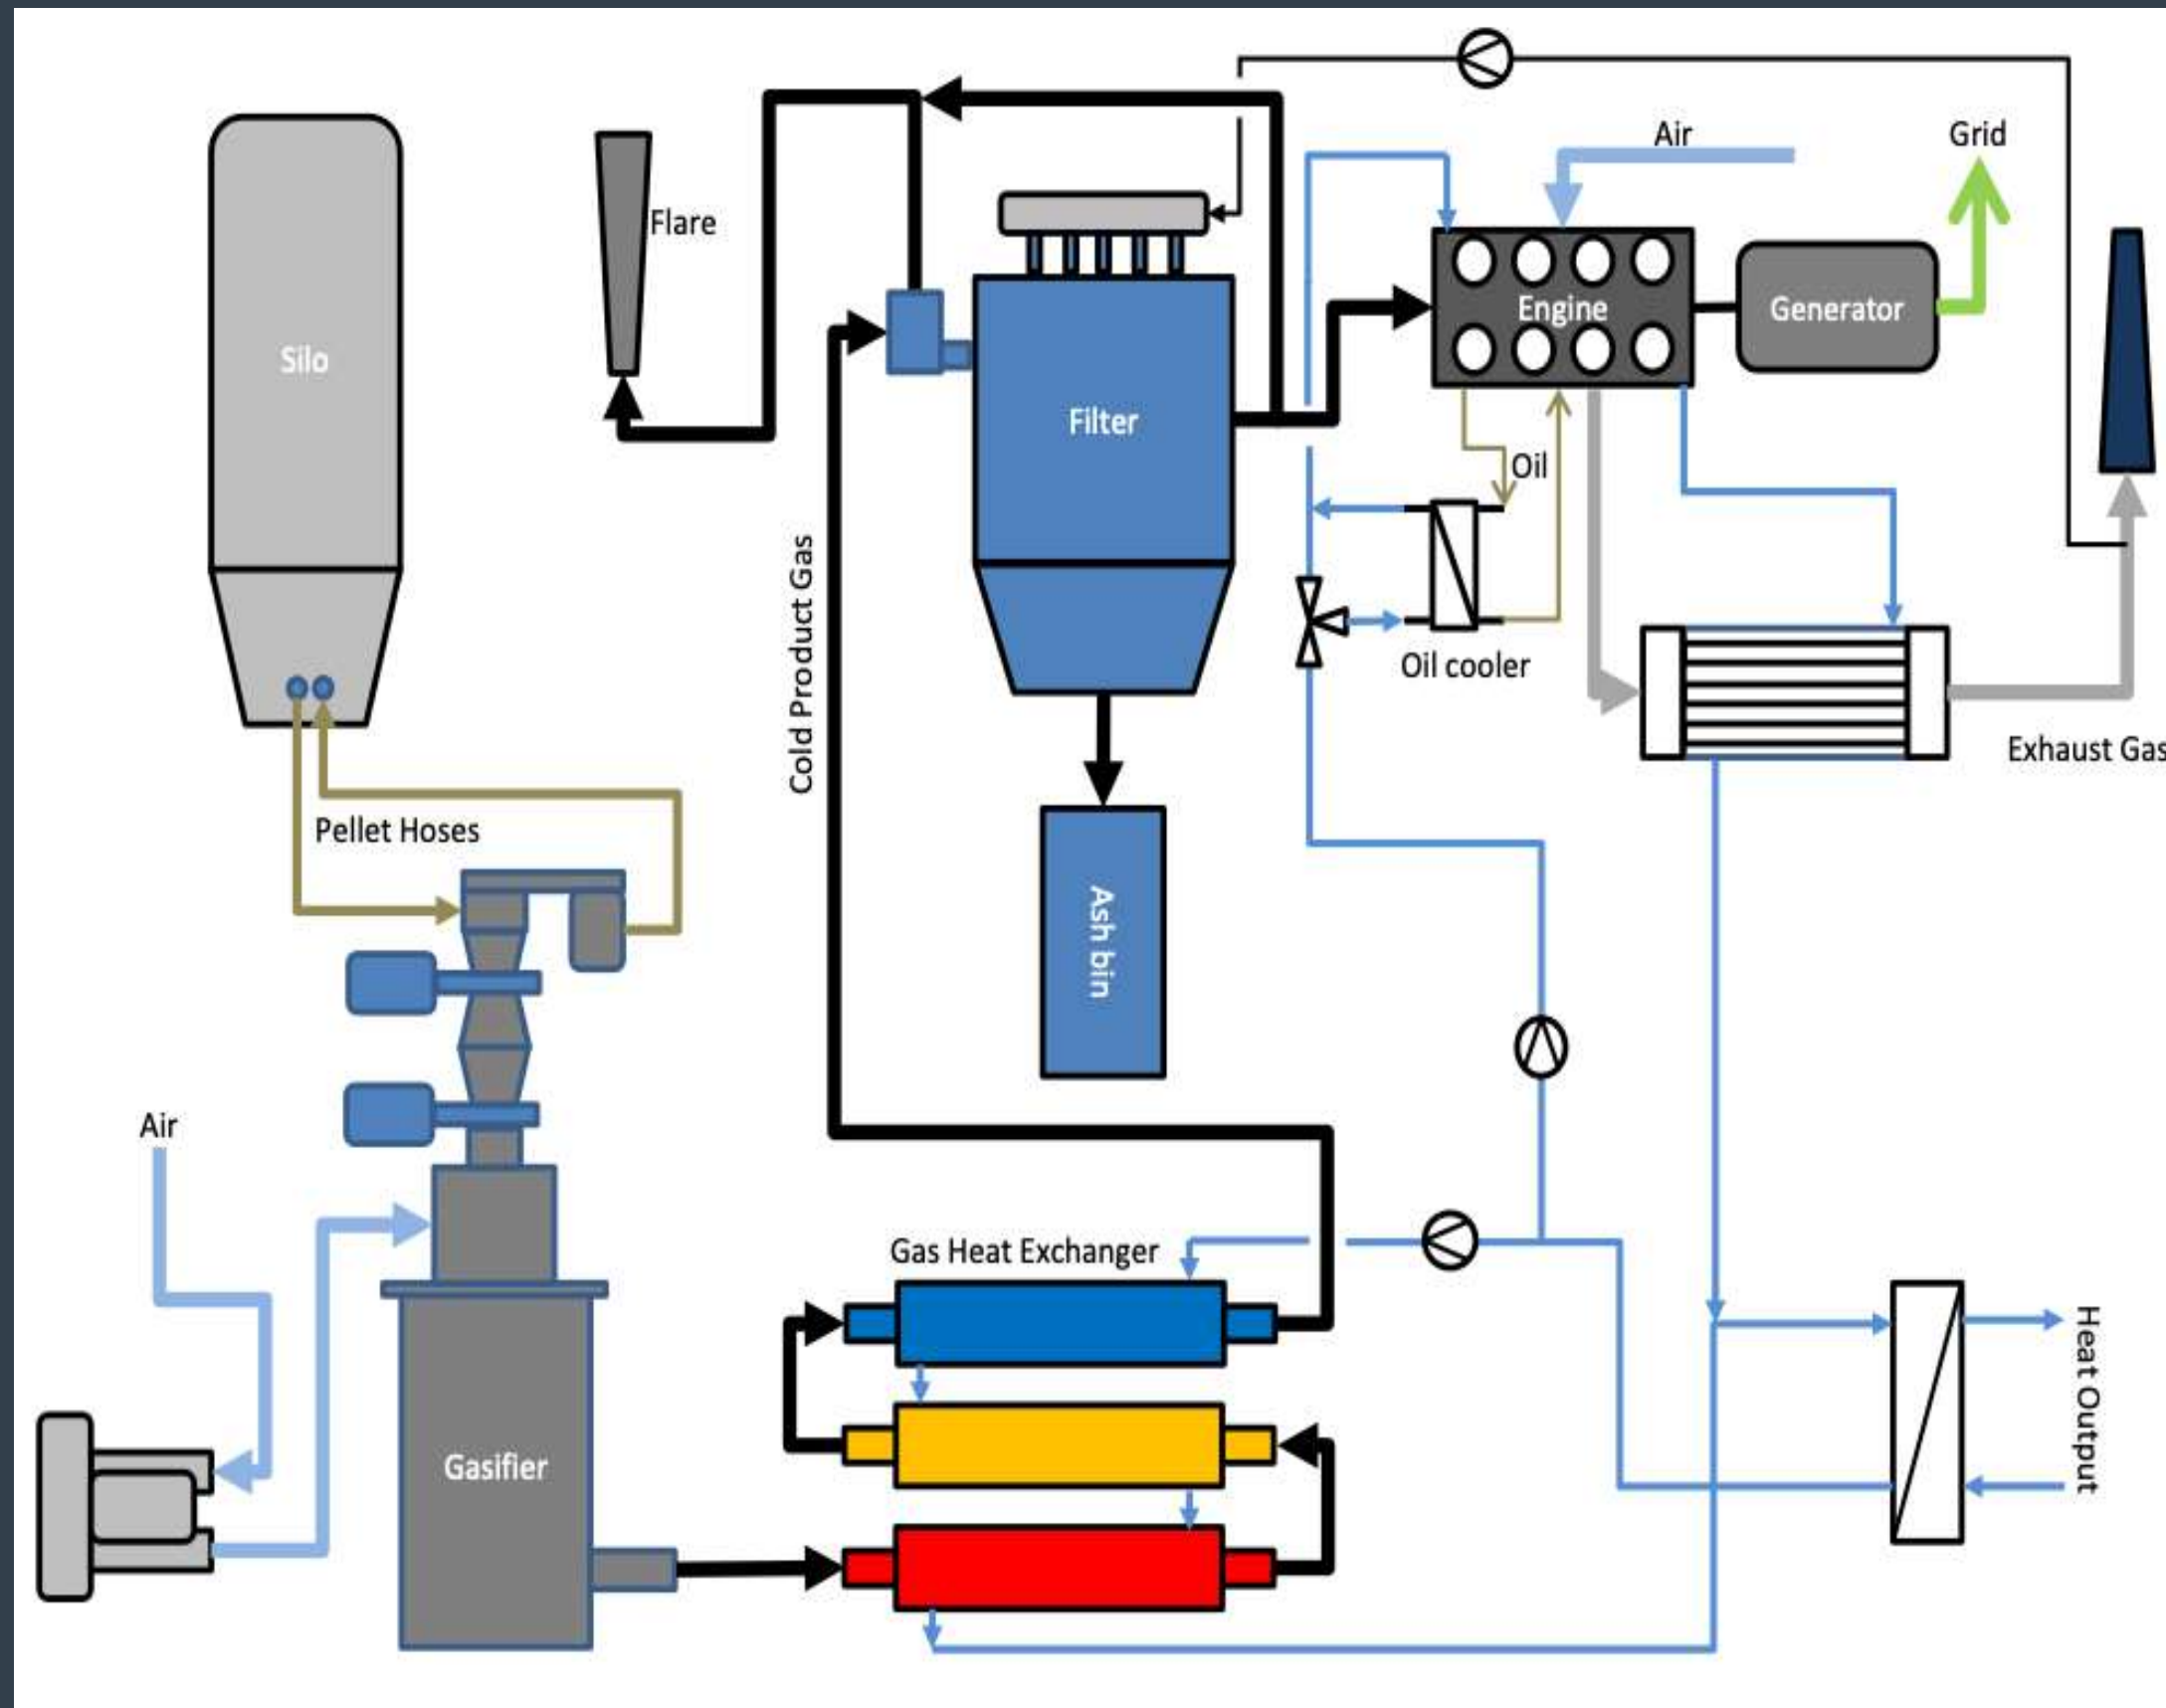 Air
Grid
Flare
Silo
Engine
Generator
Filter
Oil
Cold Product Gas
Oil cooler
Exhaust Gas
Pellet Hoses
Ash bin
Air
Gas Heat Exchanger
Heat Output
Gasifier